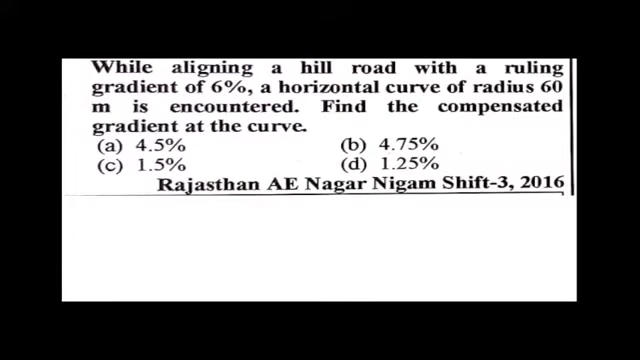 While aligning a hill road with a ruling
gradient of 6%, a horizontal curve of radius 60
m is encountered. Find the compensated
gradient at the curve.
(a) 4.5% (b) 4.75%
(c) 1.5% (d) 1.25%
Rajasthan AE Nagar Nigam Shift-3, 2016